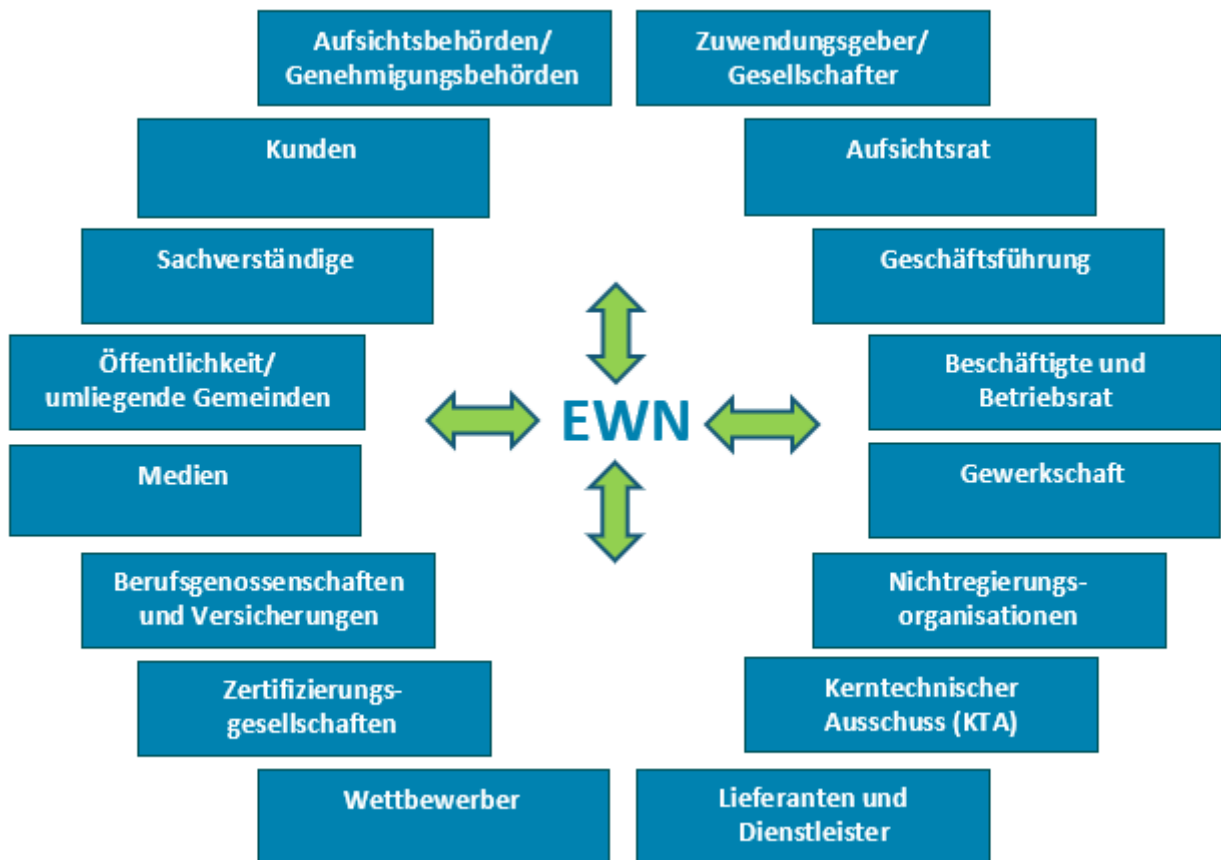 Aufsichtsbehörden/
Genehmigungsbehörden
Zuwendungsgeber/
Gesellschafter
Kunden
Aufsichtsrat
Sachverständige
Geschäftsführung
Öffentlichkeit/
umliegende Gemeinden
Beschäftigte und
Betriebsrat
EWN
Medien
Gewerkschaft
Berufsgenossenschaften
und Versicherungen
Nichtregierungs-
organisationen
Zertifizierungs-
gesellschaften
Kerntechnischer
Ausschuss (KTA)
Wettbewerber
Lieferanten und
Dienstleister